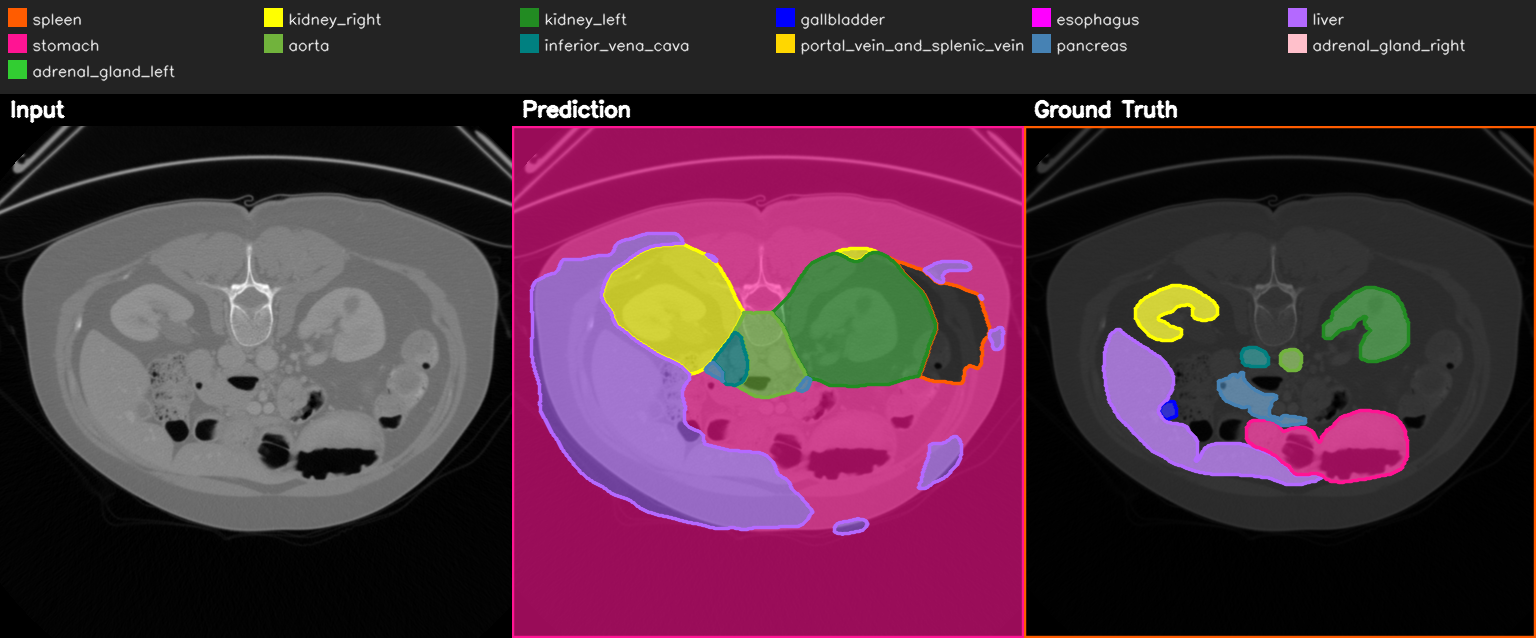 spleen kidney_right kidney_left gallbladder esophagus liver
stomach aorta inferior_vena_cava portal_vein_and_splenic_vein pancreas adrenal_gland_right
adrenal_gland_left
Input Prediction Ground Truth